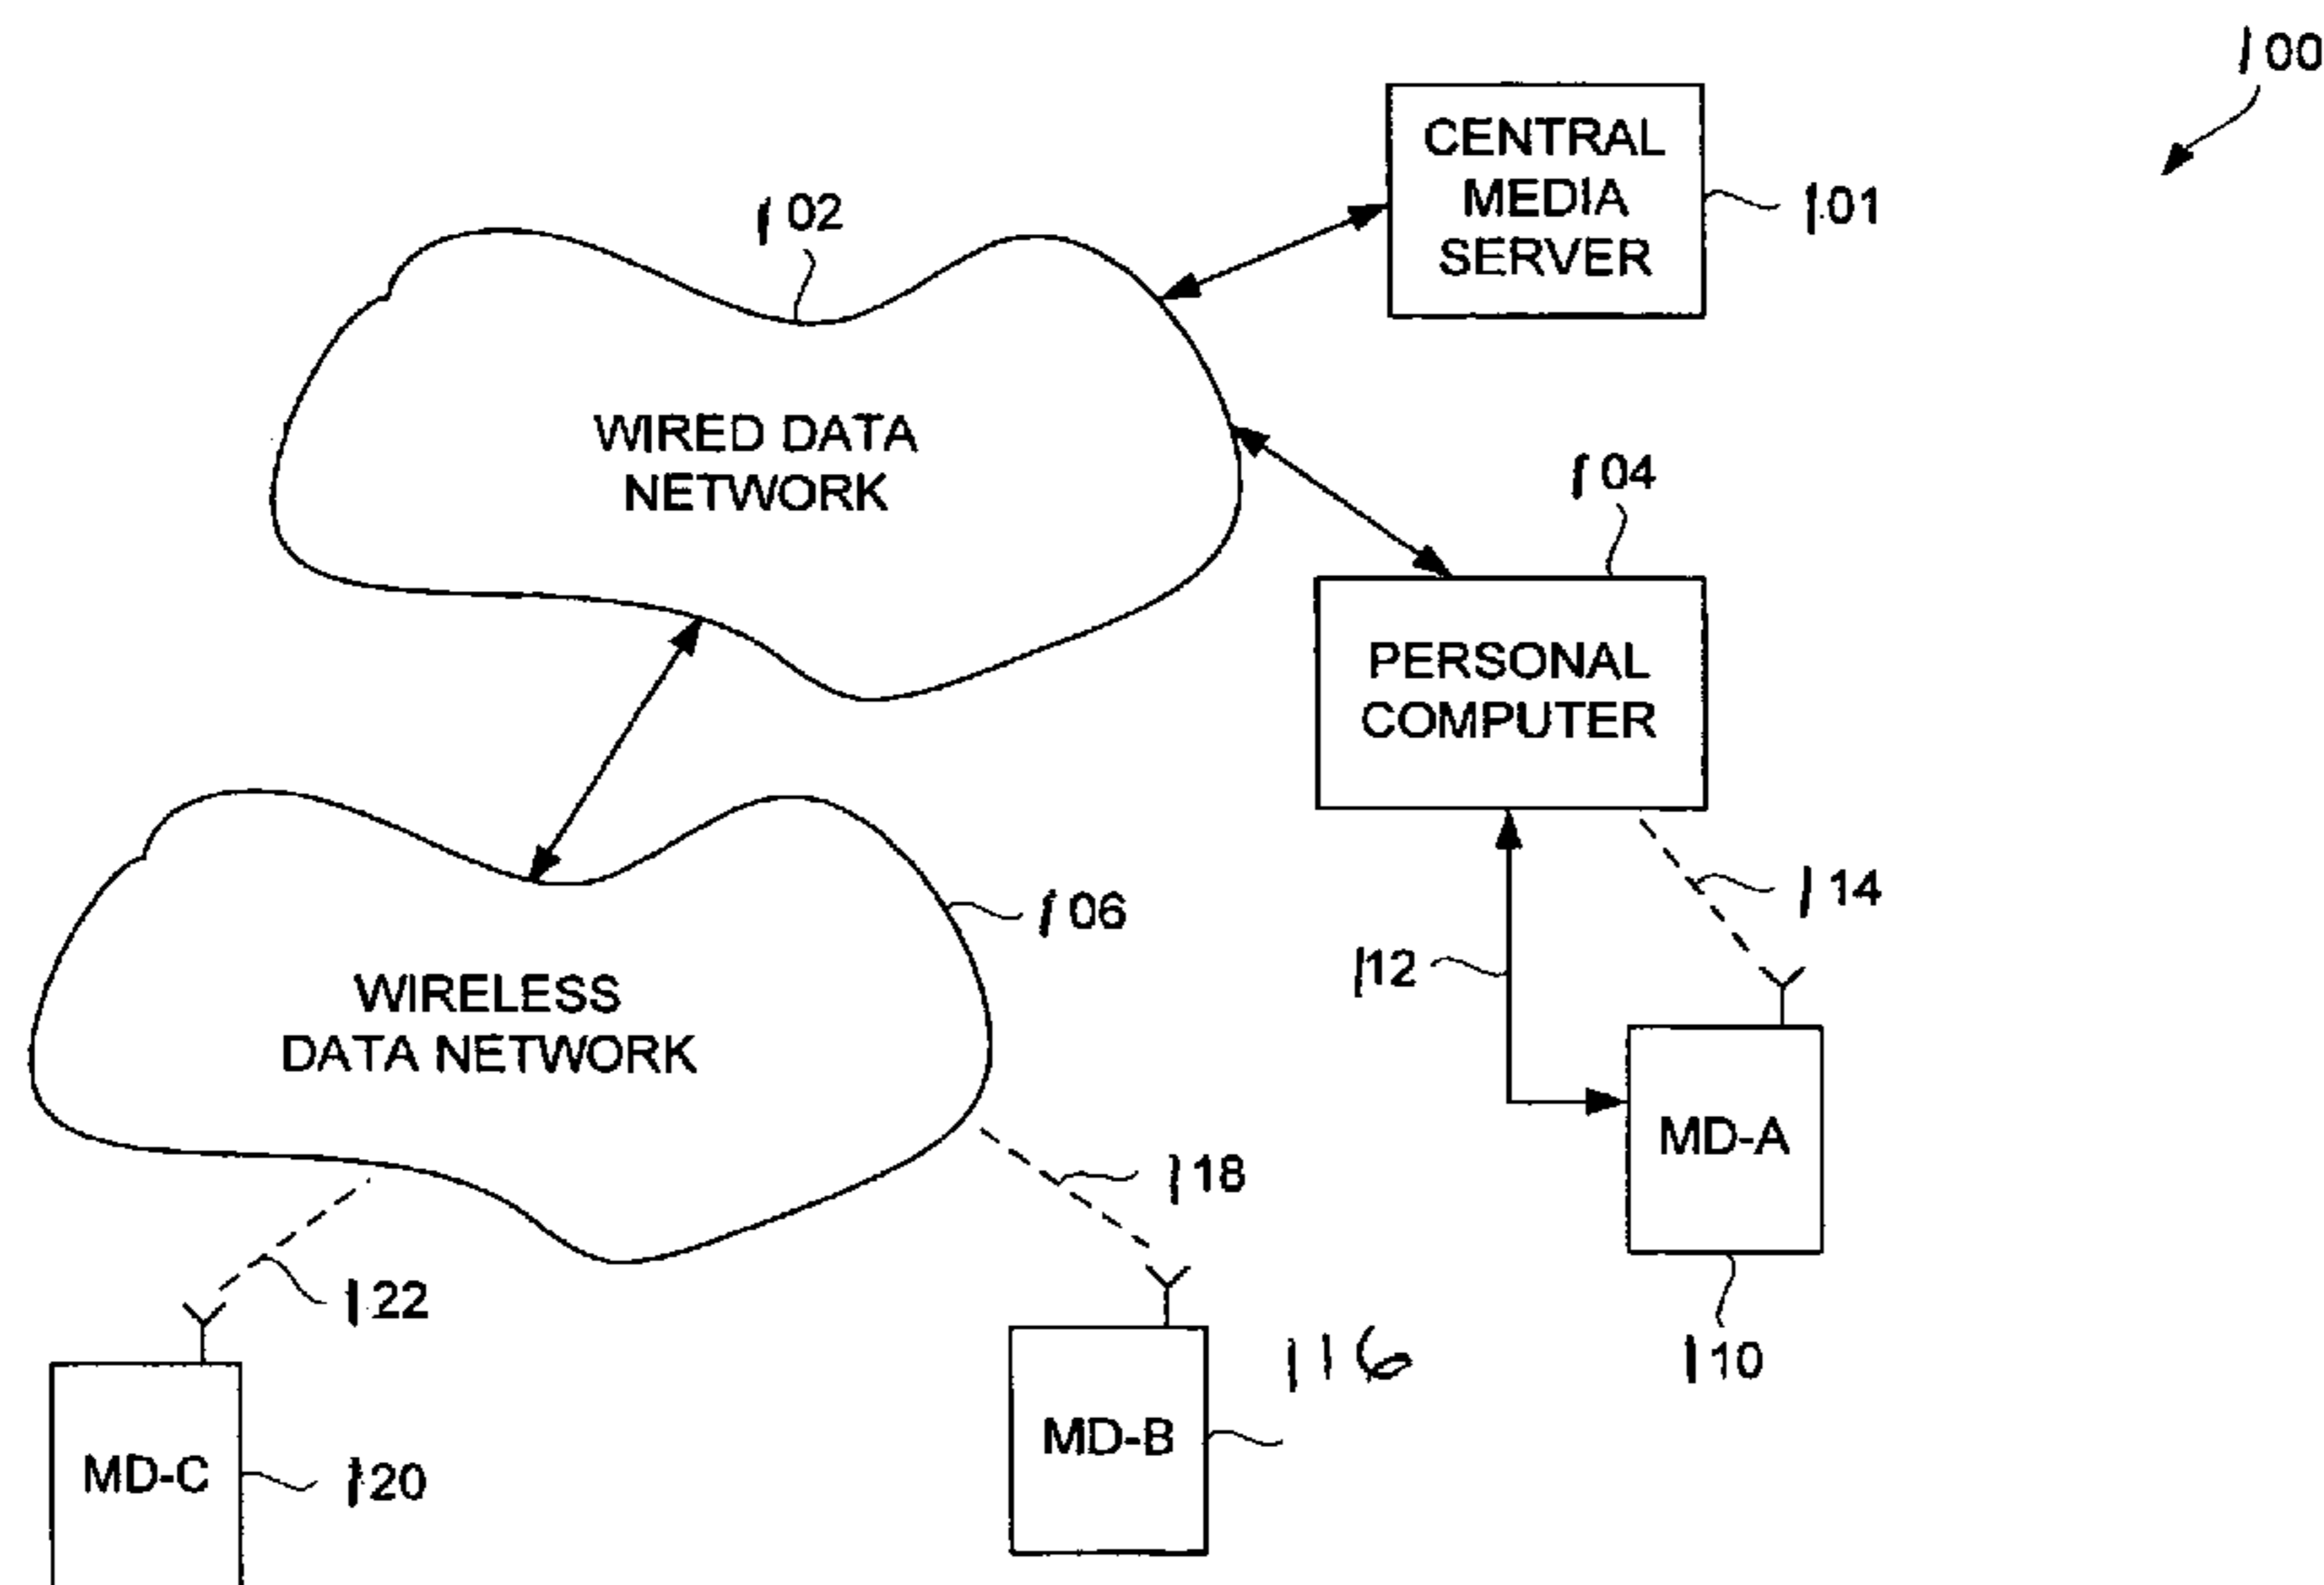 100
CENTRAL
MEDIA
SERVER
101
102
WIRED DATA
NETWORK
104
PERSONAL
COMPUTER
106
114
112
WIRELESS
DATA NETWORK
MD-A
118
122
110
116
MD-B
MD-C
120